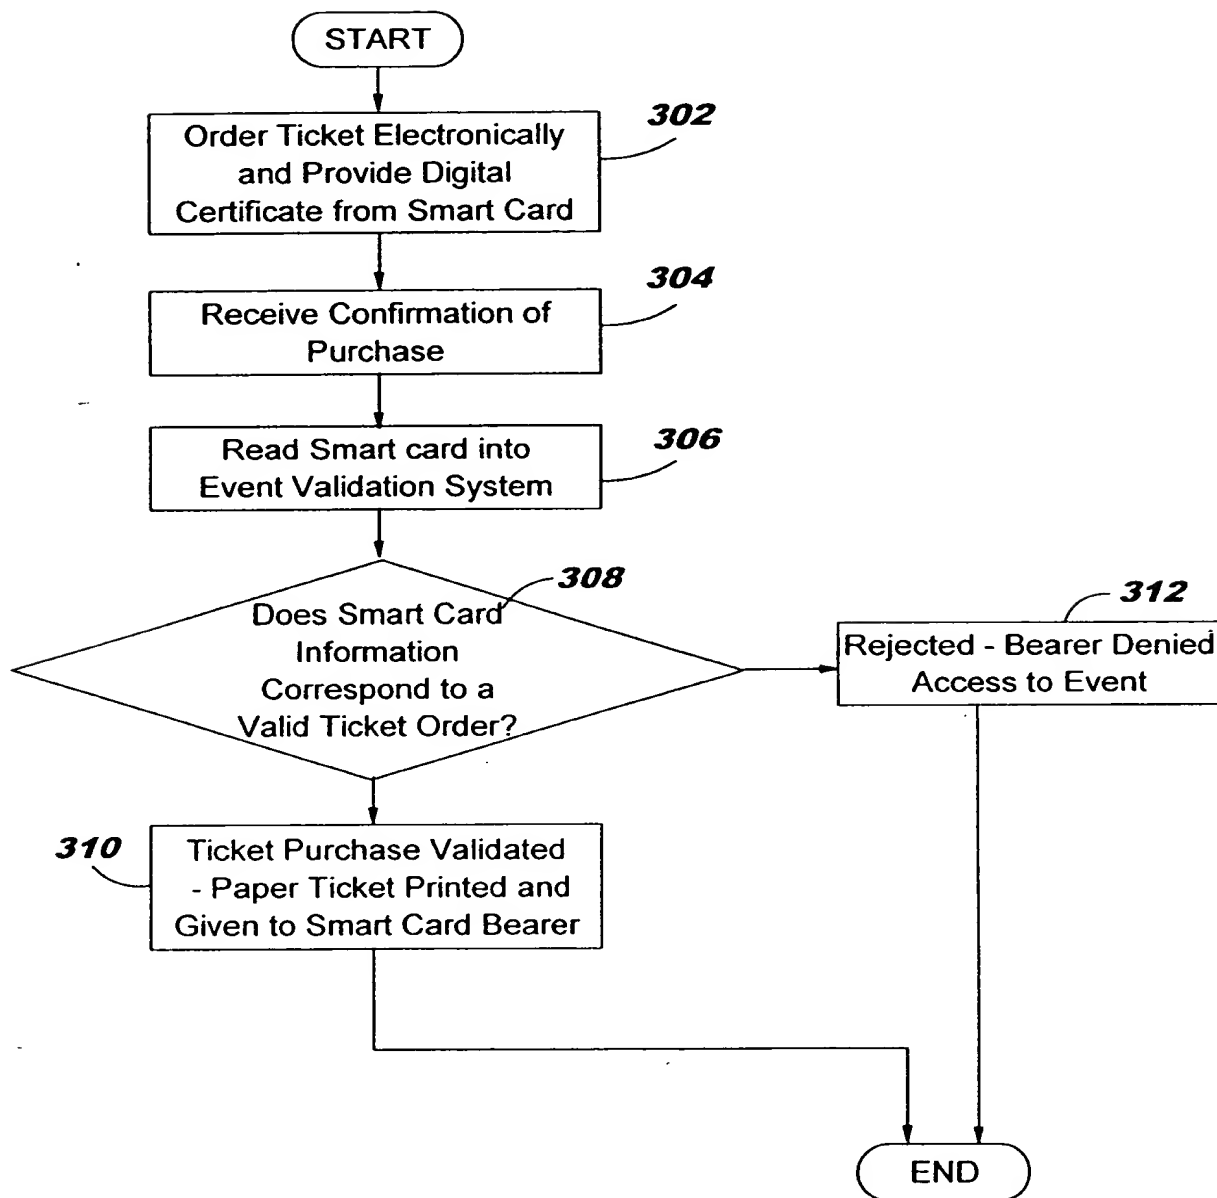 START
302
Order Ticket Electronically
and Provide Digital
Certificate from Smart Card
304
Receive Confirmation of
Purchase
306
Read Smart card into
Event Validation System
308
Does Smart Card
Information
Correspond to a
Valid Ticket Order?
312
Rejected - Bearer Denied
Access to Event
310
Ticket Purchase Validated
- Paper Ticket Printed and
Given to Smart Card Bearer
END